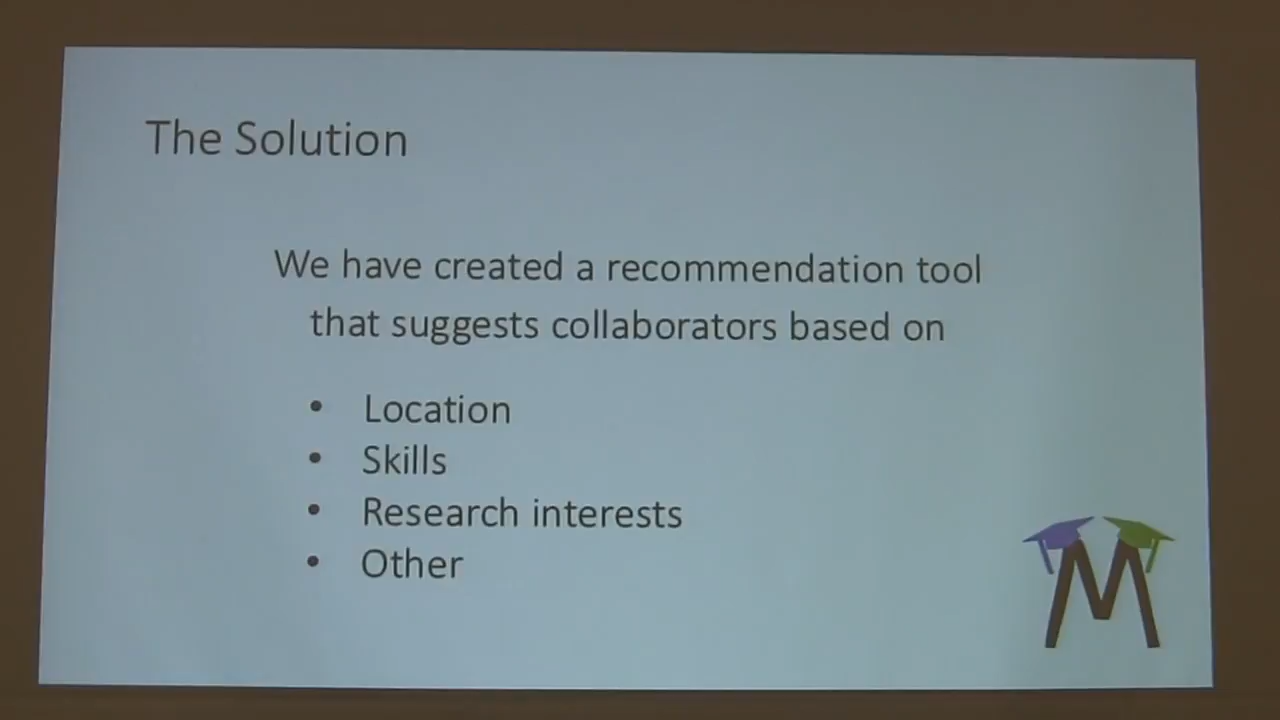 The Solution
We have created a recommendation tool
that suggests collaborators based on
• Location
• Skills
• Research interests
• Other
M